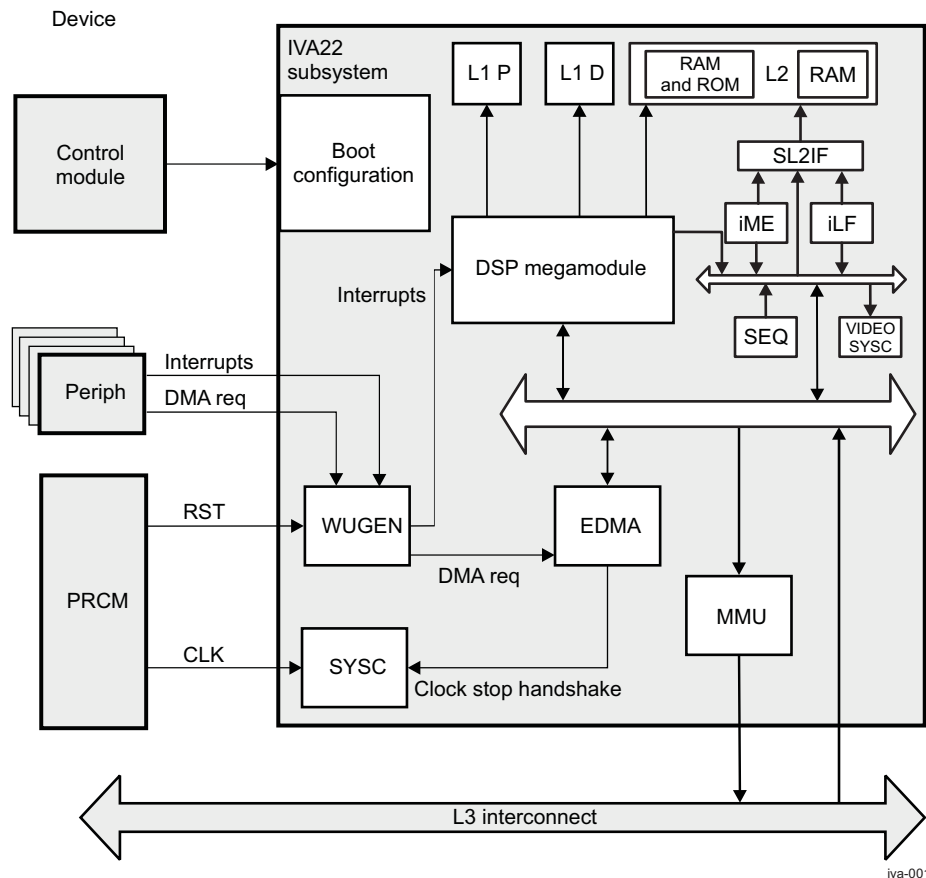 Device
IVA22
subsystem
L1 P
L1 D
RAM
and ROM
L2
RAM
Control
module
Boot
configuration
SL2IF
iME
iLF
DSP megamodule
Interrupts
SEQ
VIDEO
SYSC
Periph
Interrupts
DMA req
PRCM
RST
WUGEN
EDMA
DMA req
MMU
CLK
SYSC
Clock stop handshake
L3 interconnect
iva-001